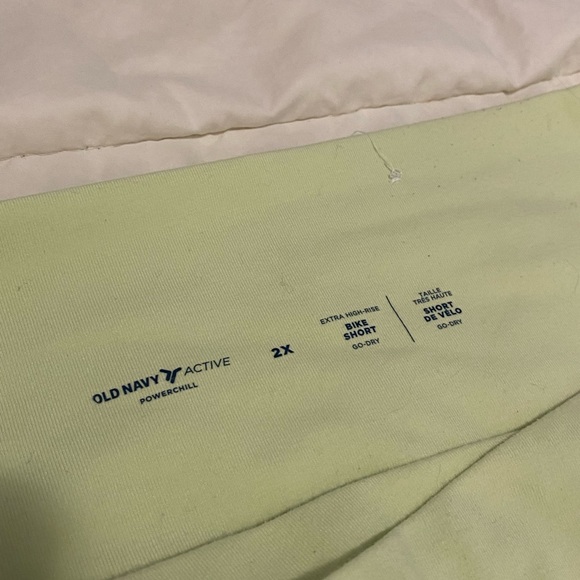 OLD NAVY ACTIVE
POWERCHILL
2X
EXTRA HIGH-RISE
BIKE
SHORT
GO-DRY
TAILLE
TRÈS HAUTE
SHORT
DE VÉLO
GO-DRY